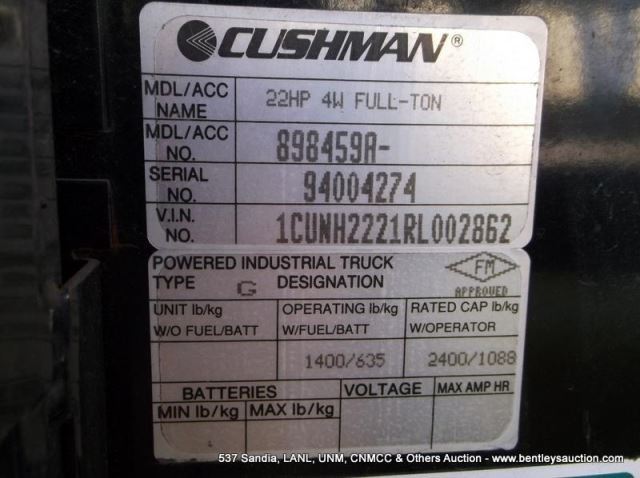 CUSHMAN®
MDL/ACC NAME 22HP 4W FULL-TON
MDL/ACC NO. 898459A-
SERIAL NO. 94004274
V.I.N. NO. 1CUNH2221RL002862
POWERED INDUSTRIAL TRUCK
TYPE G DESIGNATION
FM
APPROVED
UNIT lb/kg OPERATING lb/kg RATED CAP lb/kg
W/O FUEL/BATT W/FUEL/BATT W/OPERATOR
1400/635 2400/1088
BATTERIES VOLTAGE MAX AMP HR
MIN lb/kg MAX lb/kg
537 Sandia, LANL, UNM, CNMCC & Others Auction - www.bentleysauction.com